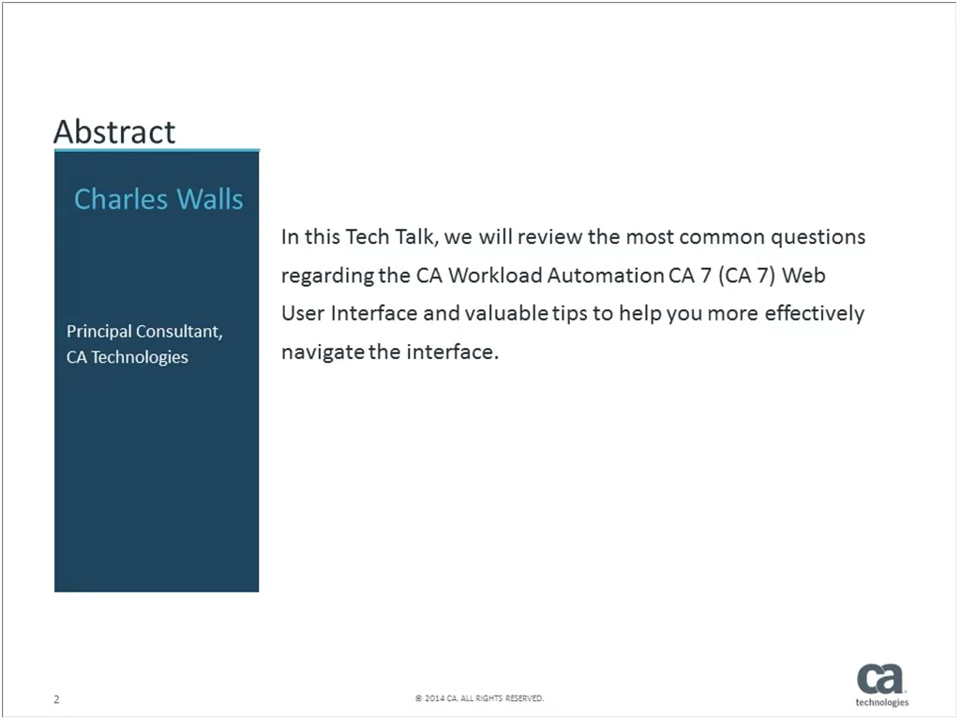 Abstract
Charles Walls
Principal Consultant,
CA Technologies
In this Tech Talk, we will review the most common questions
regarding the CA Workload Automation CA 7 (CA 7) Web
User Interface and valuable tips to help you more effectively
navigate the interface.
2
© 2014 CA. ALL RIGHTS RESERVED.
ca
technologies